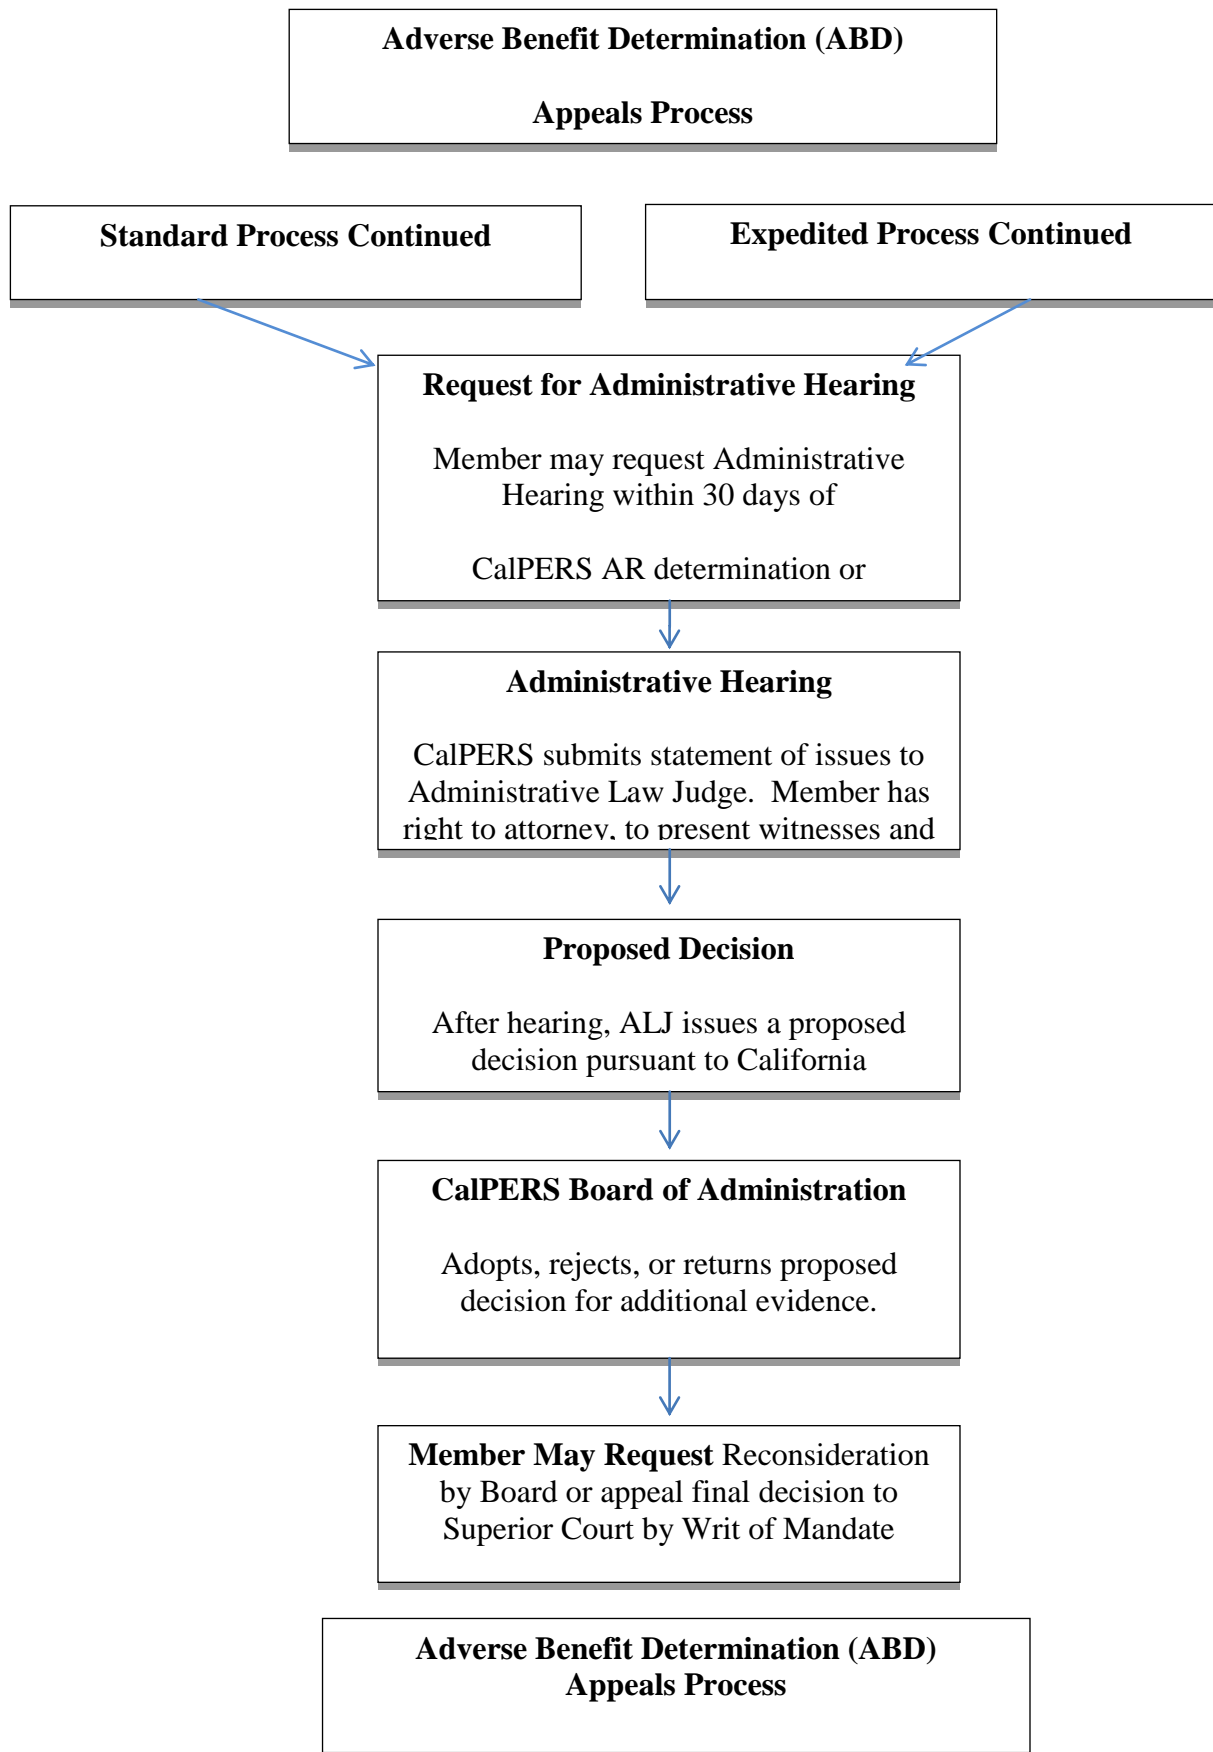 Adverse Benefit Determination (ABD)
Appeals Process
Standard Process Continued
Expedited Process Continued
Request for Administrative Hearing
Member may request Administrative
Hearing within 30 days of
CalPERS AR determination or
Administrative Hearing
CalPERS submits statement of issues to
Administrative Law Judge.  Member has
right to attorney, to present witnesses and
Proposed Decision
After hearing, ALJ issues a proposed
decision pursuant to California
CalPERS Board of Administration
Adopts, rejects, or returns proposed
decision for additional evidence.
Member May Request Reconsideration
by Board or appeal final decision to
Superior Court by Writ of Mandate
Adverse Benefit Determination (ABD)
Appeals Process